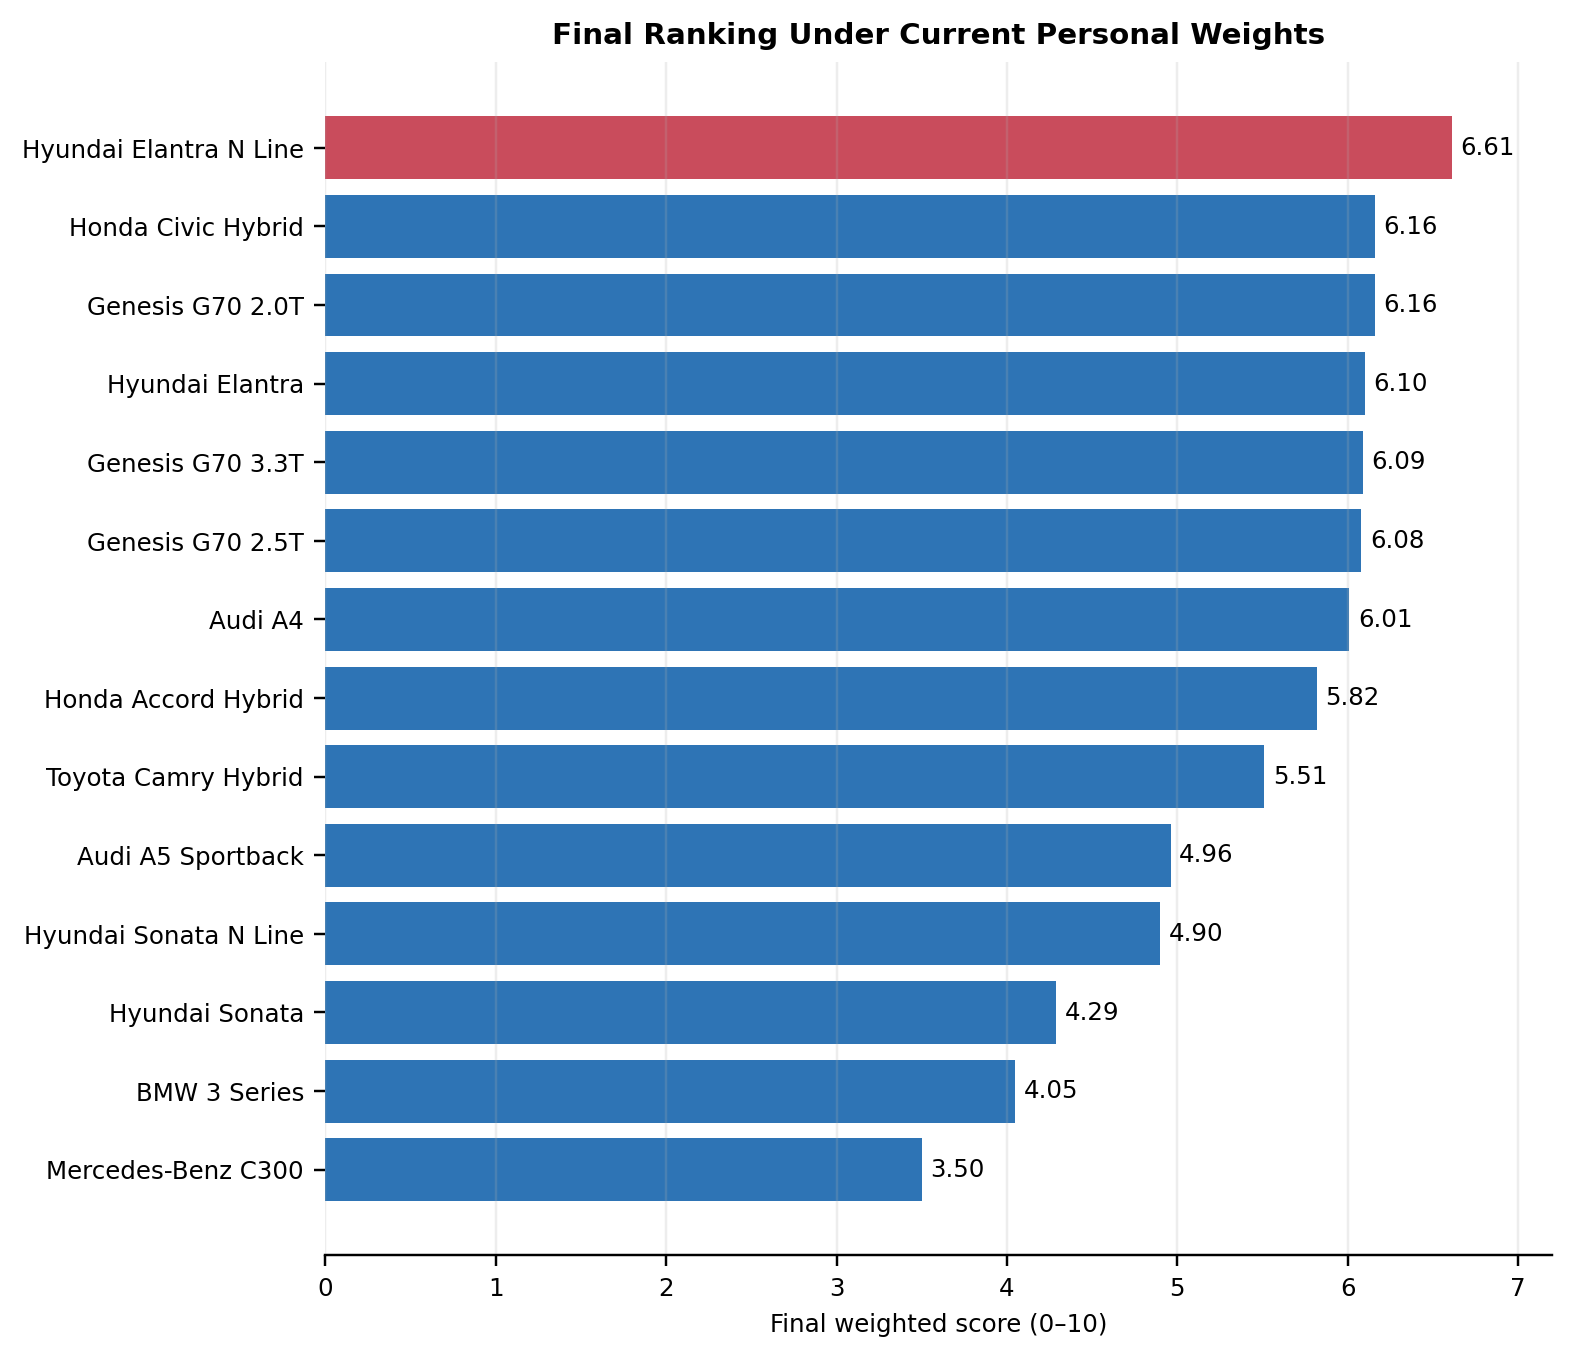 Final Ranking Under Current Personal Weights
Hyundai Elantra N Line 6.61
Honda Civic Hybrid 6.16
Genesis G70 2.0T 6.16
Hyundai Elantra 6.10
Genesis G70 3.3T 6.09
Genesis G70 2.5T 6.08
Audi A4 6.01
Honda Accord Hybrid 5.82
Toyota Camry Hybrid 5.51
Audi A5 Sportback 4.96
Hyundai Sonata N Line 4.90
Hyundai Sonata 4.29
BMW 3 Series 4.05
Mercedes-Benz C300 3.50
0 1 2 3 4 5 6 7
Final weighted score (0–10)